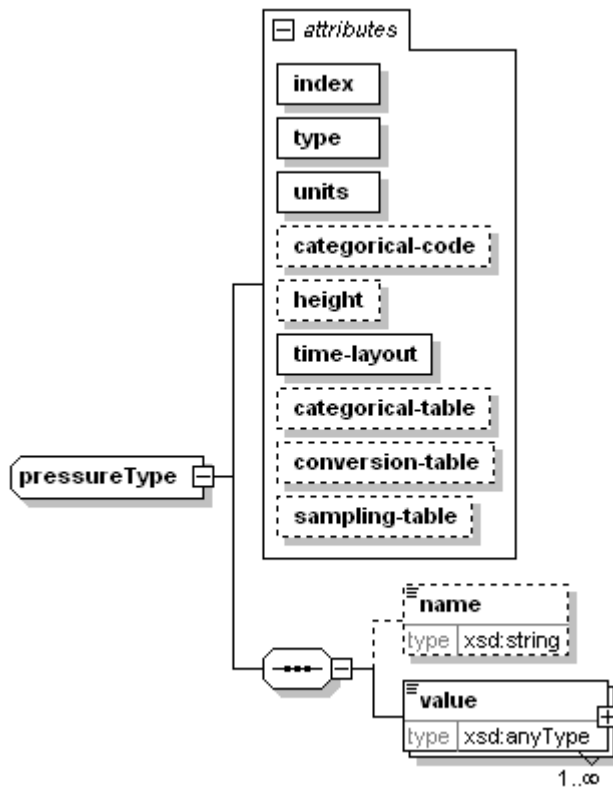 attributes
index
type
units
categorical-code
height
time-layout
categorical-table
conversion-table
sampling-table
pressureType
name
type xsd:string
value
type xsd:anyType
1..∞